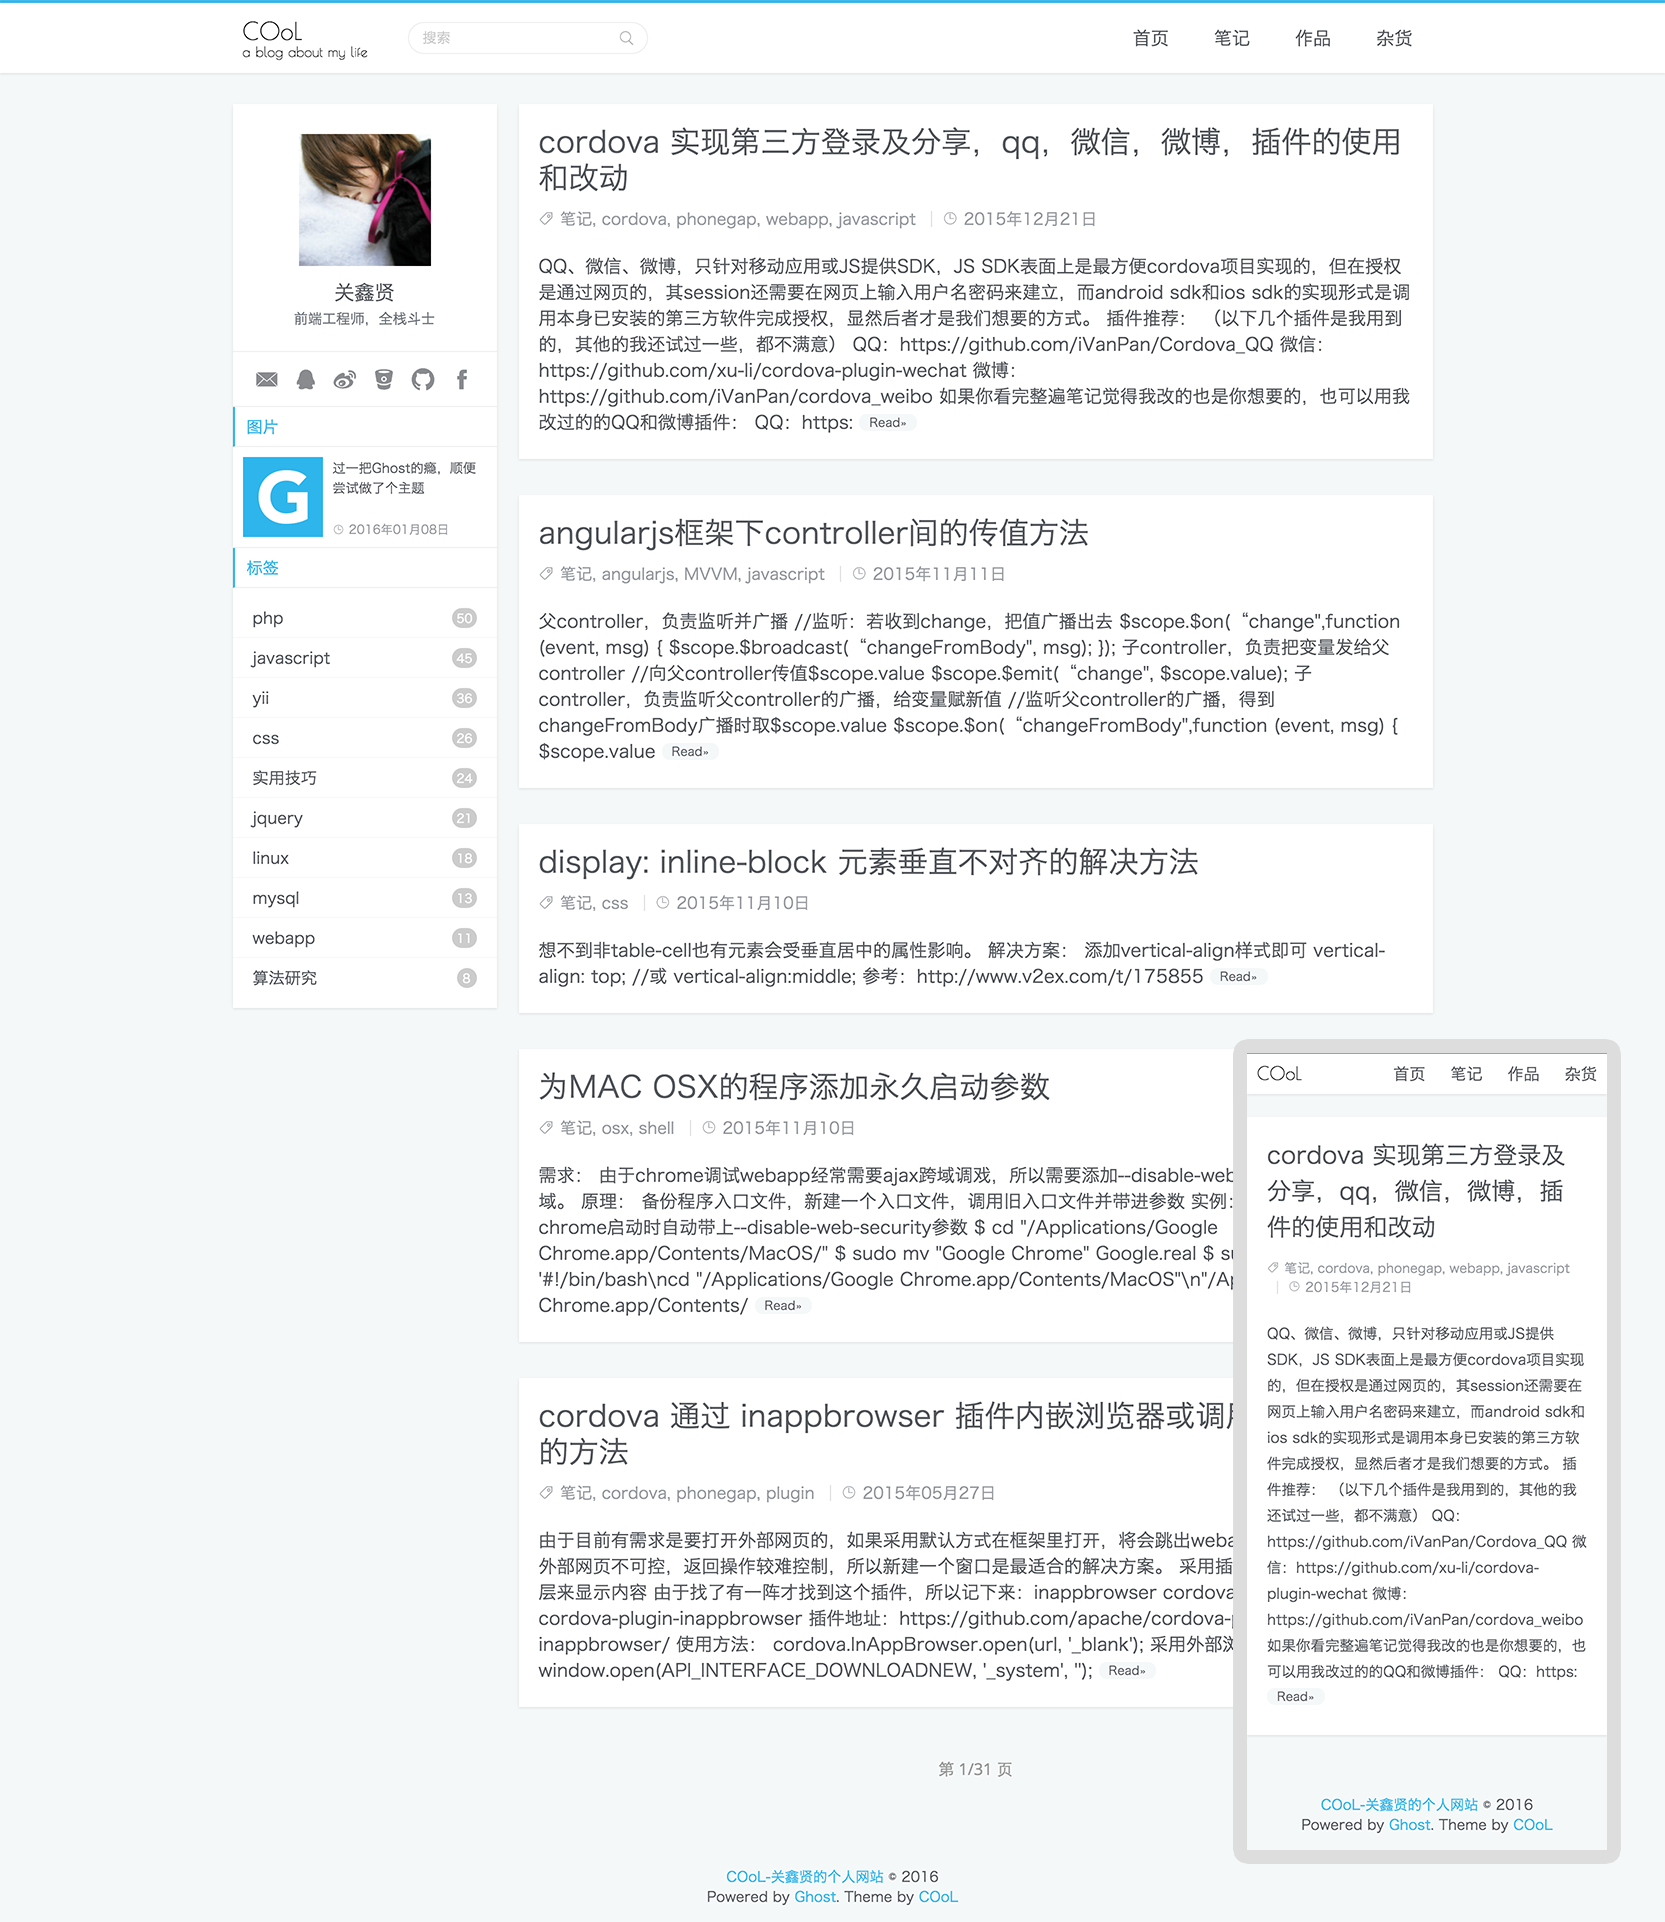 COoL
a blog about my life
搜索
首页 笔记 作品 杂货
关鑫贤
前端工程师，全栈斗士
图片
G
过一把Ghost的瘾，顺便
尝试做了个主题
2016年01月08日
标签
php 50
javascript 45
yii 36
css 26
实用技巧 24
jquery 21
linux 18
mysql 13
webapp 11
算法研究 8
cordova 实现第三方登录及分享，qq，微信，微博，插件的使用
和改动
笔记, cordova, phonegap, webapp, javascript | 2015年12月21日
QQ、微信、微博，只针对移动应用或JS提供SDK，JS SDK表面上是最方便cordova项目实现的，但在授权
是通过网页的，其session还需要在网页上输入用户名密码来建立，而android sdk和ios sdk的实现形式是调
用本身已安装的第三方软件完成授权，显然后者才是我们想要的方式。 插件推荐： （以下几个插件是我用到
的，其他的我还试过一些，都不满意） QQ：https://github.com/iVanPan/Cordova_QQ 微信：
https://github.com/xu-li/cordova-plugin-wechat 微博：
https://github.com/iVanPan/cordova_weibo 如果你看完整遍笔记觉得我改的也是你想要的，也可以用我
改过的的QQ和微博插件： QQ：https: Read»
angularjs框架下controller间的传值方法
笔记, angularjs, MVVM, javascript | 2015年11月11日
父controller，负责监听并广播 //监听：若收到change，把值广播出去 $scope.$on(“change",function
(event, msg) { $scope.$broadcast(“changeFromBody", msg); }); 子controller，负责把变量发给父
controller //向父controller传值$scope.value $scope.$emit(“change", $scope.value); 子
controller，负责监听父controller的广播，给变量赋新值 //监听父controller的广播，得到
changeFromBody广播时取$scope.value $scope.$on(“changeFromBody",function (event, msg) {
$scope.value Read»
display: inline-block 元素垂直不对齐的解决方法
笔记, css | 2015年11月10日
想不到非table-cell也有元素会受垂直居中的属性影响。 解决方案： 添加vertical-align样式即可 vertical-
align: top; //或 vertical-align:middle; 参考：http://www.v2ex.com/t/175855 Read»
为MAC OSX的程序添加永久启动参数
笔记, osx, shell | 2015年11月10日
需求： 由于chrome调试webapp经常需要ajax跨域调戏，所以需要添加--disable-web
域。 原理： 备份程序入口文件，新建一个入口文件，调用旧入口文件并带进参数 实例：
chrome启动时自动带上--disable-web-security参数 $ cd "/Applications/Google
Chrome.app/Contents/MacOS/" $ sudo mv "Google Chrome" Google.real $ su
'#!/bin/bash\ncd "/Applications/Google Chrome.app/Contents/MacOS"\n"/Ap
Chrome.app/Contents/ Read»
cordova 通过 inappbrowser 插件内嵌浏览器或调用
的方法
笔记, cordova, phonegap, plugin | 2015年05月27日
由于目前有需求是要打开外部网页的，如果采用默认方式在框架里打开，将会跳出weba
外部网页不可控，返回操作较难控制，所以新建一个窗口是最适合的解决方案。 采用插
层来显示内容 由于找了有一阵才找到这个插件，所以记下来：inappbrowser cordova
cordova-plugin-inappbrowser 插件地址：https://github.com/apache/cordova-p
inappbrowser/ 使用方法： cordova.InAppBrowser.open(url, '_blank'); 采用外部浏
window.open(API_INTERFACE_DOWNLOADNEW, '_system', ''); Read»
第 1/31 页
COoL-关鑫贤的个人网站 © 2016
Powered by Ghost. Theme by COoL
COoL 首页 笔记 作品 杂货
cordova 实现第三方登录及
分享，qq，微信，微博，插
件的使用和改动
笔记, cordova, phonegap, webapp, javascript
| 2015年12月21日
QQ、微信、微博，只针对移动应用或JS提供
SDK，JS SDK表面上是最方便cordova项目实现
的，但在授权是通过网页的，其session还需要在
网页上输入用户名密码来建立，而android sdk和
ios sdk的实现形式是调用本身已安装的第三方软
件完成授权，显然后者才是我们想要的方式。 插
件推荐： （以下几个插件是我用到的，其他的我
还试过一些，都不满意） QQ：
https://github.com/iVanPan/Cordova_QQ 微
信：https://github.com/xu-li/cordova-
plugin-wechat 微博：
https://github.com/iVanPan/cordova_weibo
如果你看完整遍笔记觉得我改的也是你想要的，也
可以用我改过的的QQ和微博插件： QQ：https:
Read»
COoL-关鑫贤的个人网站 © 2016
Powered by Ghost. Theme by COoL